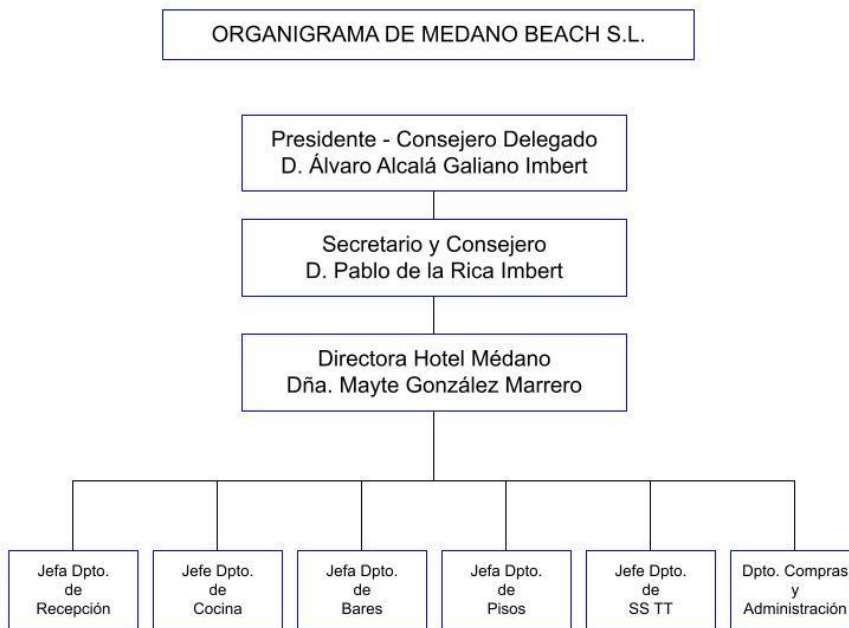 ORGANIGRAMA DE MEDANO BEACH S.L.
Presidente - Consejero Delegado
D. Álvaro Alcalá Galiano Imbert
Secretario y Consejero
D. Pablo de la Rica Imbert
Directora Hotel Médano
Dña. Mayte González Marrero
Jefa Dpto.
de
Recepción
Jefe Dpto.
de
Cocina
Jefa Dpto.
de
Bares
Jefa Dpto.
de
Pisos
Jefe Dpto.
de
SS TT
Dpto. Compras
y
Administración